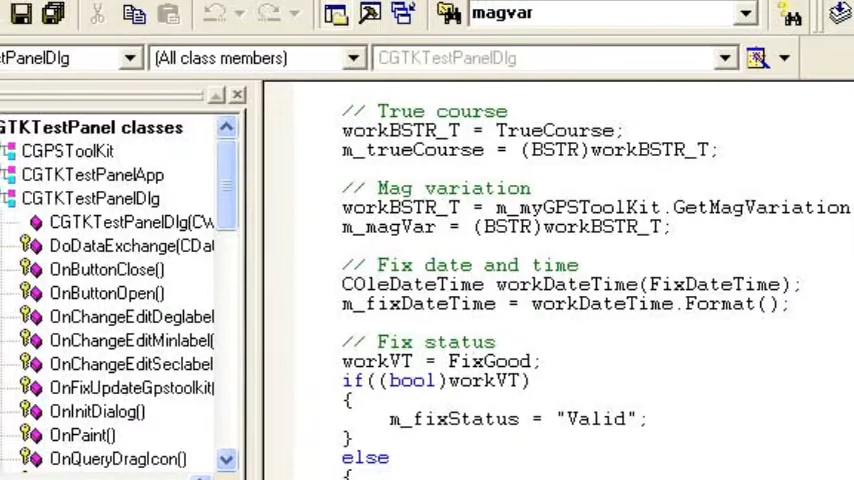 magvar
stPanelDlg
(All class members)
CGTKTestPanelDlg
GTKTestPanel classes
CGPSToolKit
CGTKTestPanelApp
CGTKTestPanelDlg
CGTKTestPanelDlg(CW
DoDataExchange(CDat
OnButtonClose()
OnButtonOpen()
OnChangeEditDeglabel
OnChangeEditMinlabel(
OnChangeEditSeclabel
OnFixUpdateGpstoolkit(
OnInitDialog()
OnPaint()
OnQueryDragIcon()
// True course
workBSTR_T = TrueCourse;
m_trueCourse = (BSTR)workBSTR_T;
// Mag variation
workBSTR_T = m_myGPSToolKit.GetMagVariation
m_magVar = (BSTR)workBSTR_T;
// Fix date and time
COleDateTime workDateTime(FixDateTime);
m_fixDateTime = workDateTime.Format();
// Fix status
workVT = FixGood;
if((bool)workVT)
{
m_fixStatus = "Valid";
}
else
{